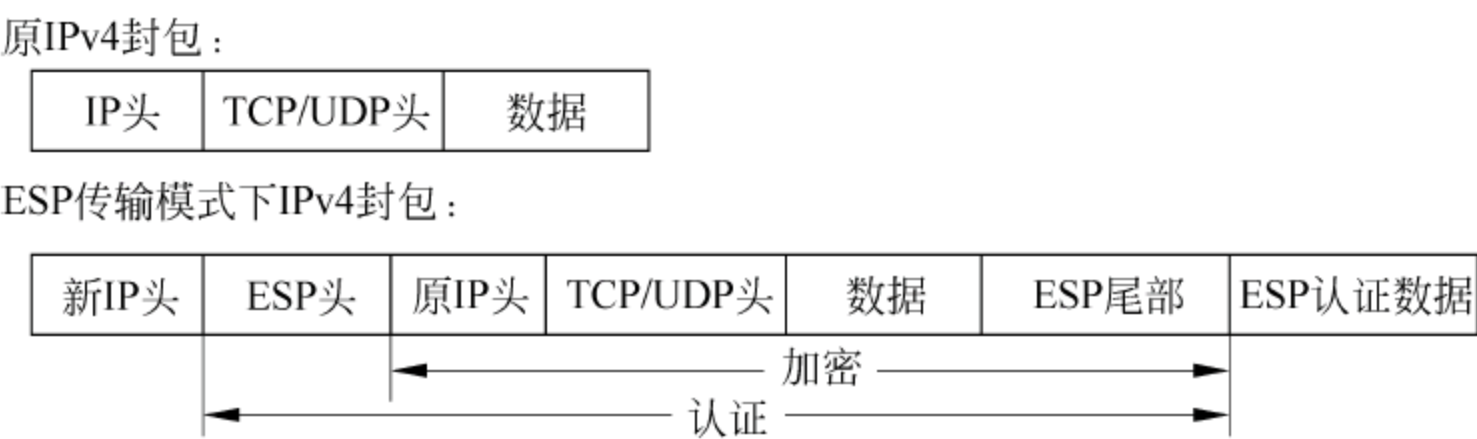 原IPv4封包：
IP头 TCP/UDP头 数据
ESP传输模式下IPv4封包：
新IP头 ESP头 原IP头 TCP/UDP头 数据 ESP尾部 ESP认证数据
加密
认证